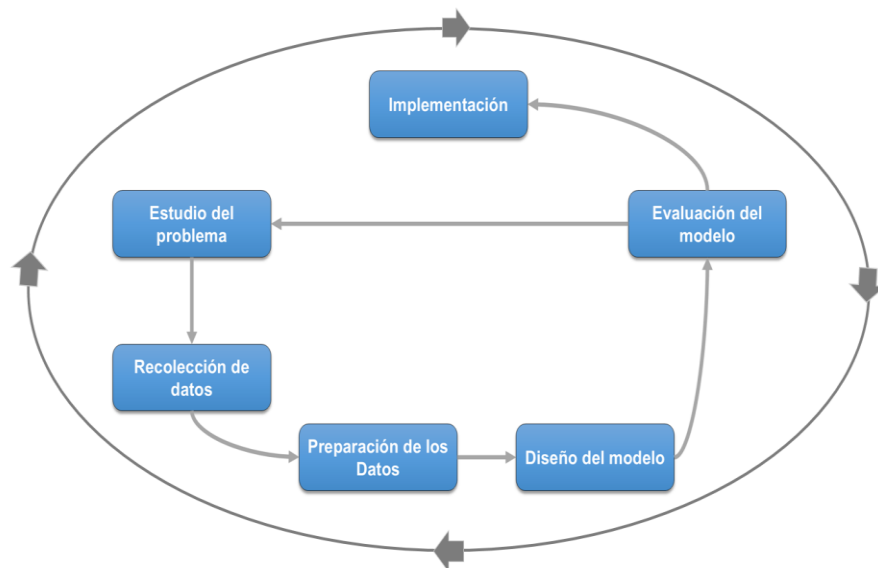 Implementación
Estudio del
problema
Evaluación del
modelo
Recolección de
datos
Preparación de los
Datos
Diseño del modelo